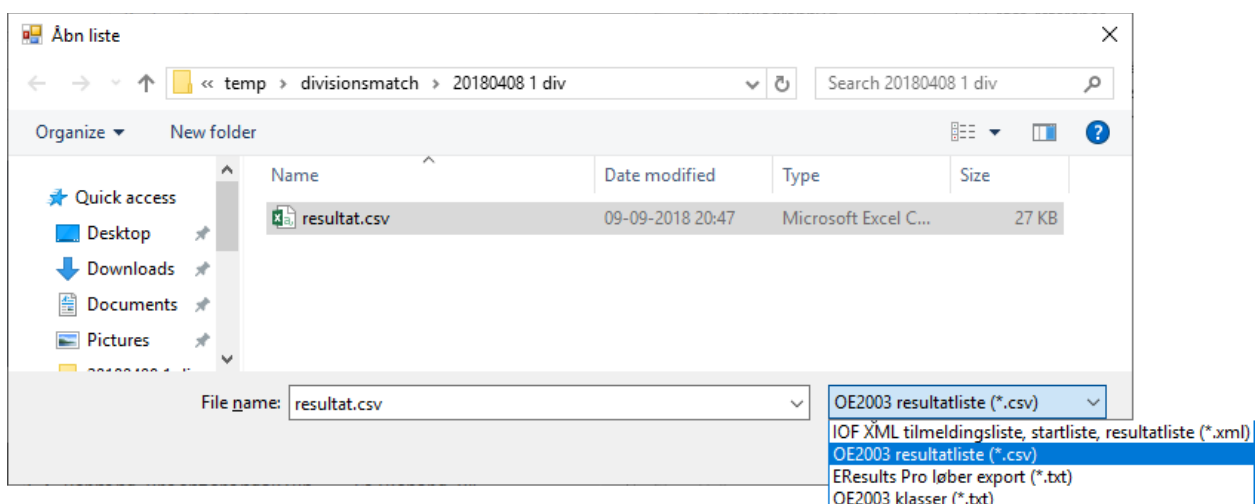 Åbn liste
« temp › divisionsmatch › 20180408 1 div
Search 20180408 1 div
Organize
New folder
Name Date modified Type Size
Quick access
Desktop
Downloads
Documents
Pictures
resultat.csv 09-09-2018 20:47 Microsoft Excel C... 27 KB
File name: resultat.csv
OE2003 resultatliste (*.csv)
IOF XML tilmeldingsliste, startliste, resultatliste (*.xml)
OE2003 resultatliste (*.csv)
EResults Pro løber export (*.txt)
OE2003 klasser (*.txt)